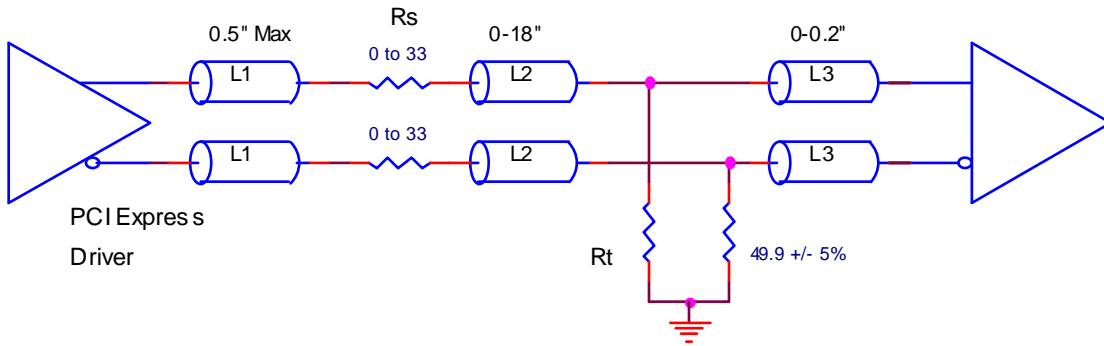 Rs
0.5" Max
0-18"
0-0.2"
0 to 33
L1
L2
L3
0 to 33
L1
L2
L3
PCI Express
Driver
Rt
49.9 +/- 5%